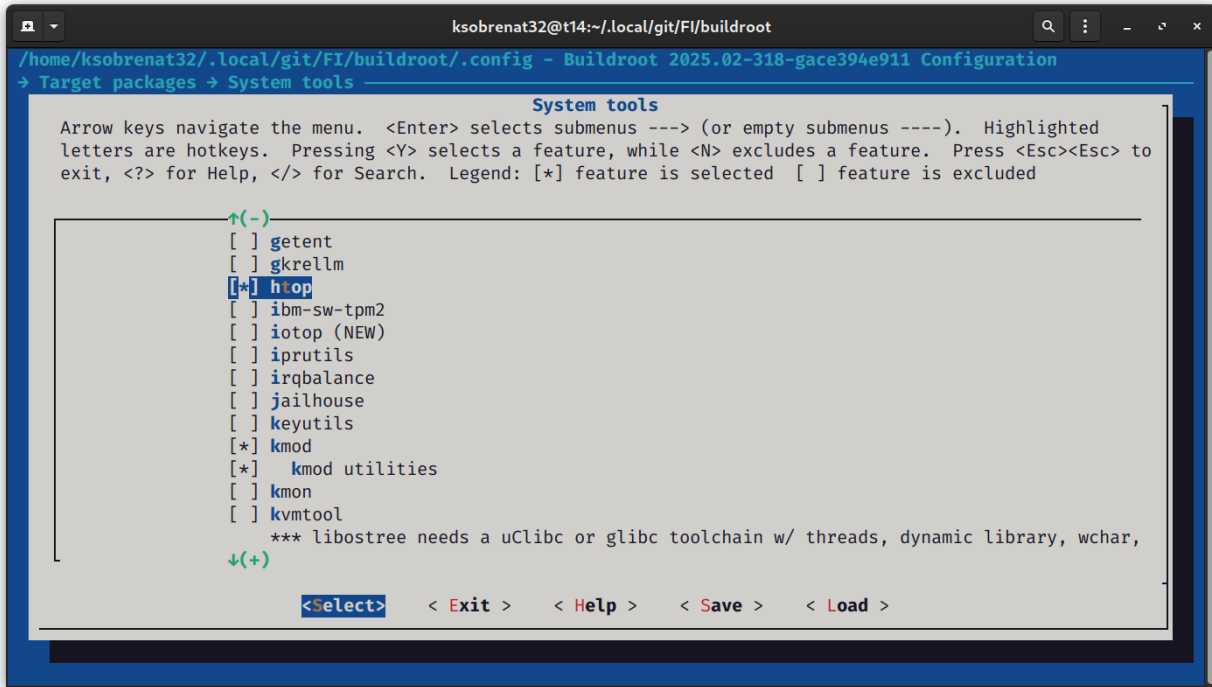 ksobrenat32@t14:~/.local/git/FI/buildroot
/home/ksobrenat32/.local/git/FI/buildroot/.config - Buildroot 2025.02-318-gace394e911 Configuration
→ Target packages → System tools
System tools
Arrow keys navigate the menu.  <Enter> selects submenus ---> (or empty submenus ----).  Highlighted
letters are hotkeys.  Pressing <Y> selects a feature, while <N> excludes a feature.  Press <Esc><Esc> to
exit, <?> for Help, </> for Search.  Legend: [*] feature is selected  [ ] feature is excluded
↑(-)
[ ] getent
[ ] gkrellm
[*] htop
[ ] ibm-sw-tpm2
[ ] iotop (NEW)
[ ] iprutils
[ ] irqbalance
[ ] jailhouse
[ ] keyutils
[*] kmod
[*]   kmod utilities
[ ] kmon
[ ] kvmtool
*** libostree needs a uClibc or glibc toolchain w/ threads, dynamic library, wchar,
↓(+)
<Select>    < Exit >    < Help >    < Save >    < Load >